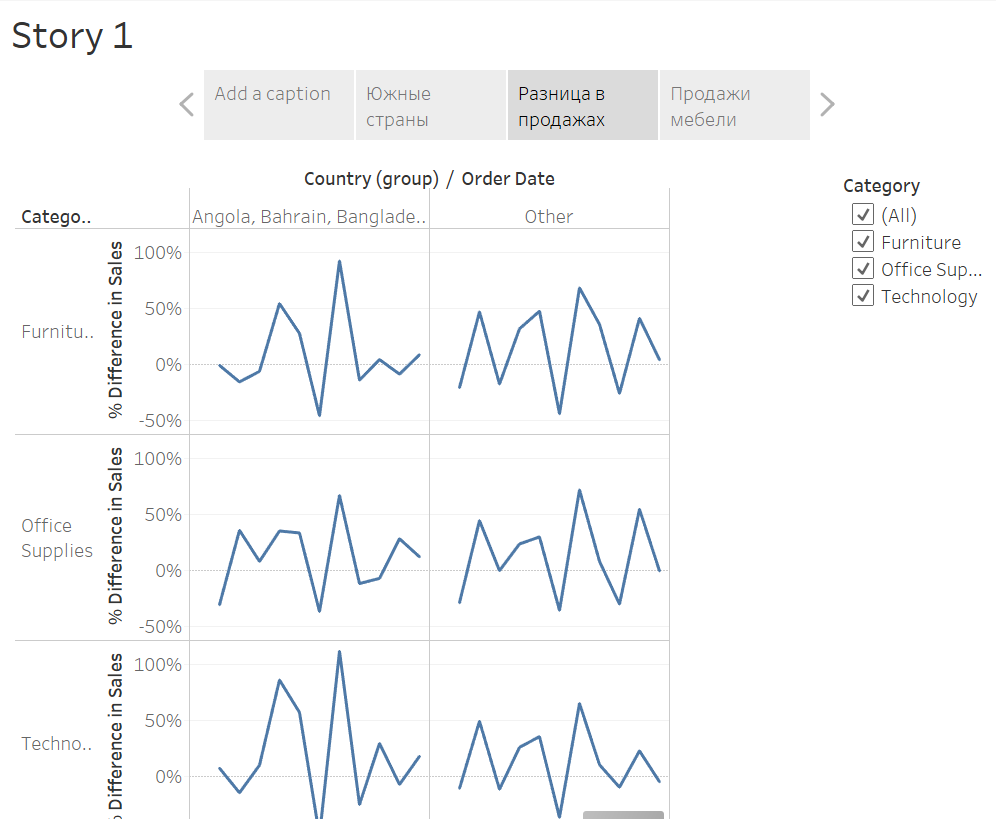 Story 1
Add a caption
Южные
страны
Разница в
продажах
Продажи
мебели
Country (group) / Order Date
Catego..
Angola, Bahrain, Banglade..
Other
Category
(All)
Furniture
Office Sup...
Technology
Furnitu..
% Difference in Sales
100%
50%
0%
-50%
Office
Supplies
% Difference in Sales
100%
50%
0%
-50%
Techno..
% Difference in Sales
100%
50%
0%